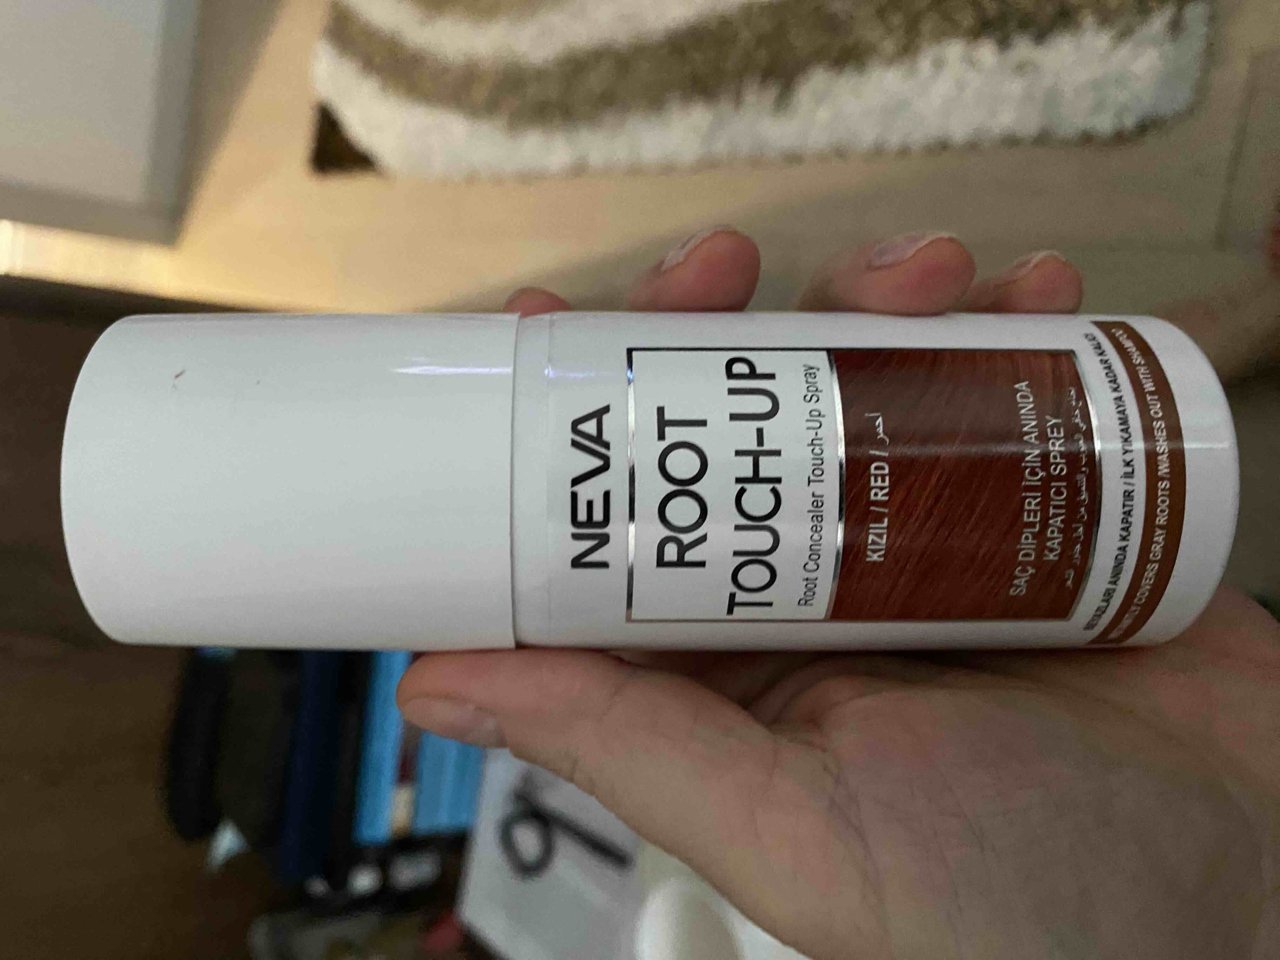 NEVA
ROOT
TOUCH-UP
Root Concealer Touch-Up Spray
KIZIL / RED / أحمر
SAÇ DİPLERİ İÇİN ANINDA
KAPATICI SPREY
BEYAZLARI ANINDA KAPATIR / İLK YIKAMAYA KADAR KALICI
COVERS GRAY ROOTS /WASHES OUT WITH SHAMPOO